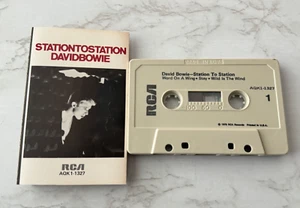 STATIONTOSTATION
DAVIDBOWIE
RCA
AQK1-1327
David Bowie-Station To Station
Word On A Wing • Stay • Wild Is The Wind
RCA
AQK1-1327
1